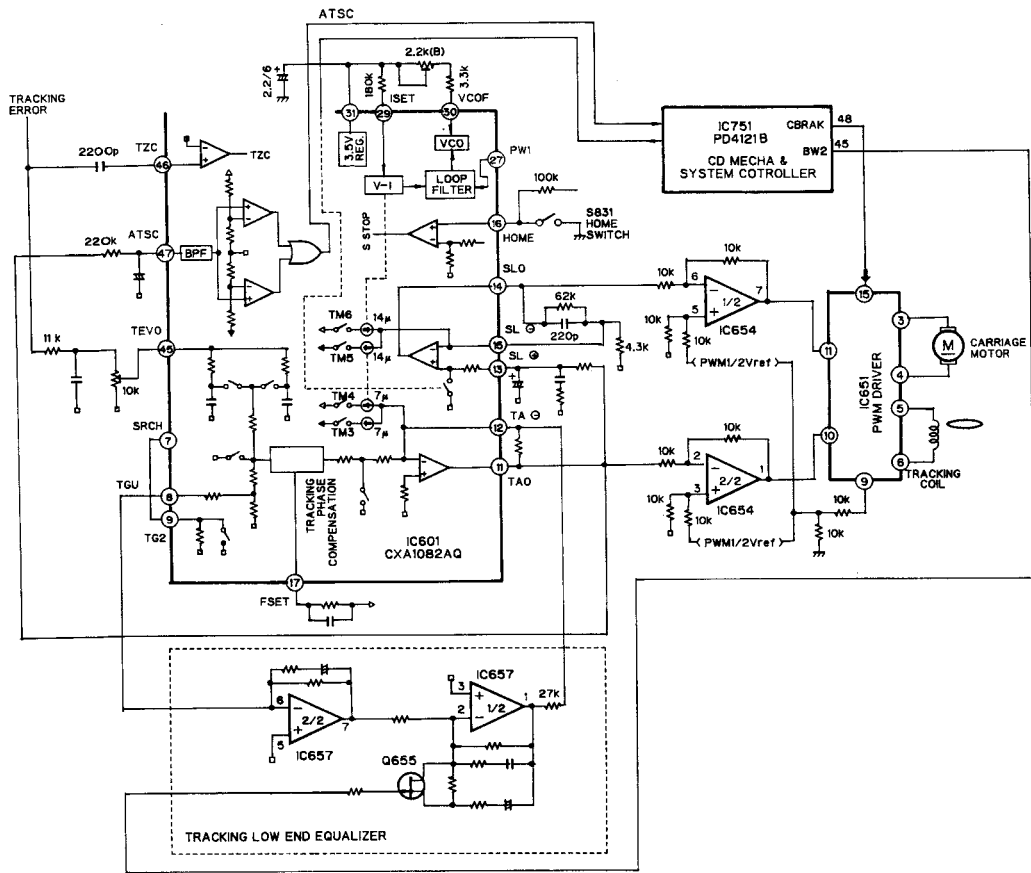 ATSC
2.2/6
+
180k
2.2k(B)
3.3k
ISET
VCOF
31
29
30
TRACKING
ERROR
2200p
TZC
46
TZC
3.5V
REG.
VCO
27
PW1
V-I
LOOP
FILTER
IC751
PD4121B
CD MECHA &
SYSTEM COTROLLER
CBRAK
48
BW2
45
100k
S831
HOME
SWITCH
16
HOME
S STOP
220k
ATSC
47
BPF
SLO
14
10k
10k
6
7
5
1/2
IC654
10k
10k
(PWM1/2Vref)
62k
220p
SL ⊖
15
SL ⊕
13
4.3k
TM6
14μ
TM5
14μ
TM4
7μ
TM3
7μ
TEVO
45
11k
10k
SRCH
7
TGU
8
9
TG2
TA ⊖
12
11
TAO
TRACKING
PHASE
COMPENSATION
IC601
CXA1082AQ
17
FSET
10k
10k
2
1
3
2/2
IC654
10k
10k
(PWM1/2Vref)
10k
10k
15
11
10
9
IC651
PWM DRIVER
3
4
5
6
M
CARRIAGE
MOTOR
TRACKING
COIL
6
7
5
2/2
IC657
IC657
3
2
1
1/2
27k
Q655
TRACKING LOW END EQUALIZER